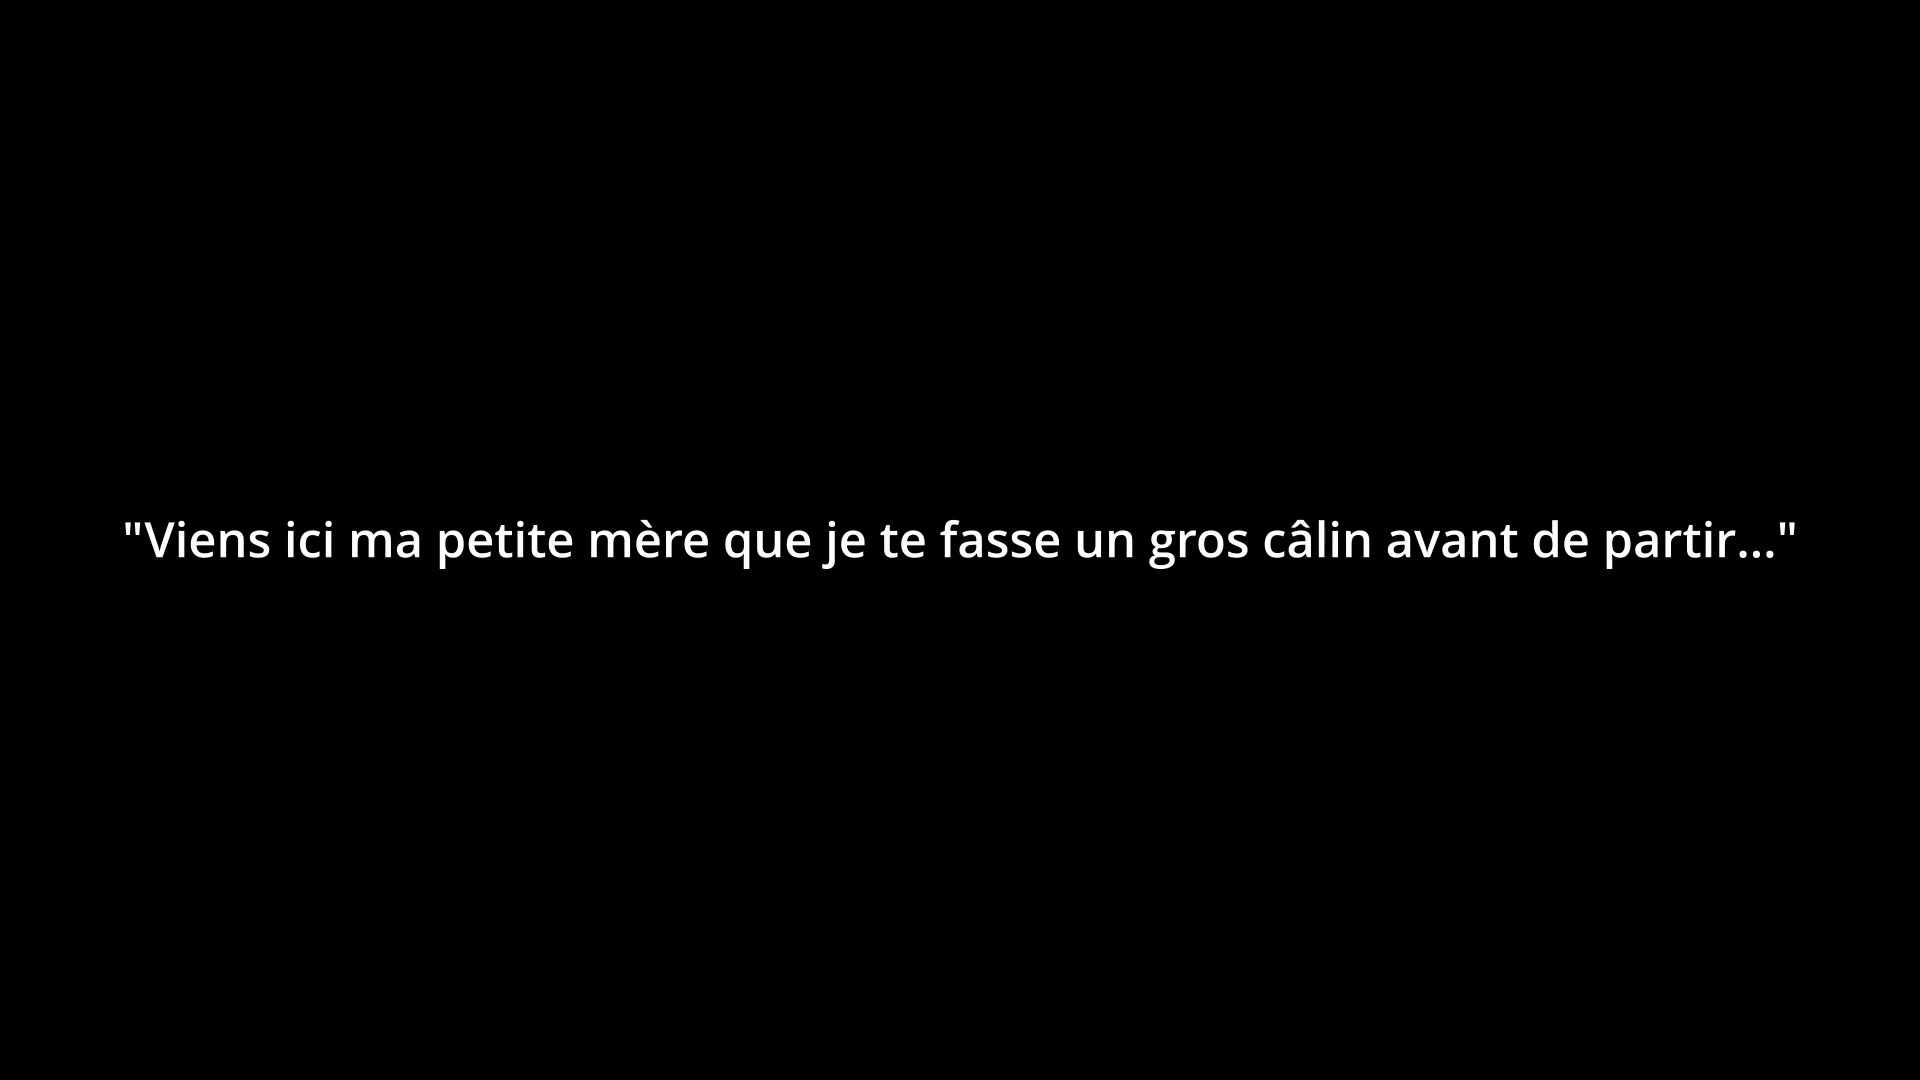 "Viens ici ma petite mère que je te fasse un gros câlin avant de partir..."